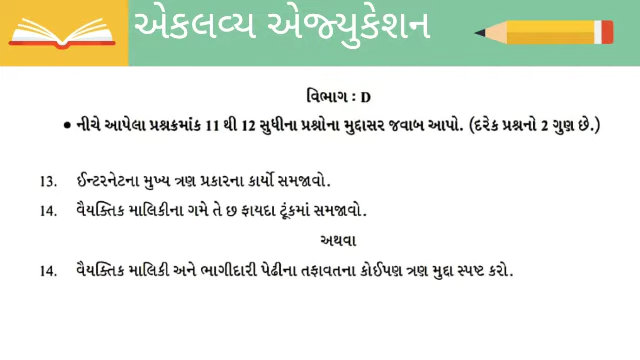 એકલવ્ય એજ્યુકેશન
વિભાગ : D
• નીચે આપેલા પ્રશ્નક્રમાંક 11 થી 12 સુધીના પ્રશ્નોના મુદ્દાસર જવાબ આપો. (દરેક પ્રશ્નનો 2 ગુણ છે.)
13. ઈન્ટરનેટના મુખ્ય ત્રણ પ્રકારના કાર્યો સમજાવો.
14. વૈયક્તિક માલિકીના ગમે તે છ ફાયદા ટૂંકમાં સમજાવો.
અથવા
14. વૈયક્તિક માલિકી અને ભાગીદારી પેઢીના તફાવતના કોઈપણ ત્રણ મુદ્દા સ્પષ્ટ કરો.